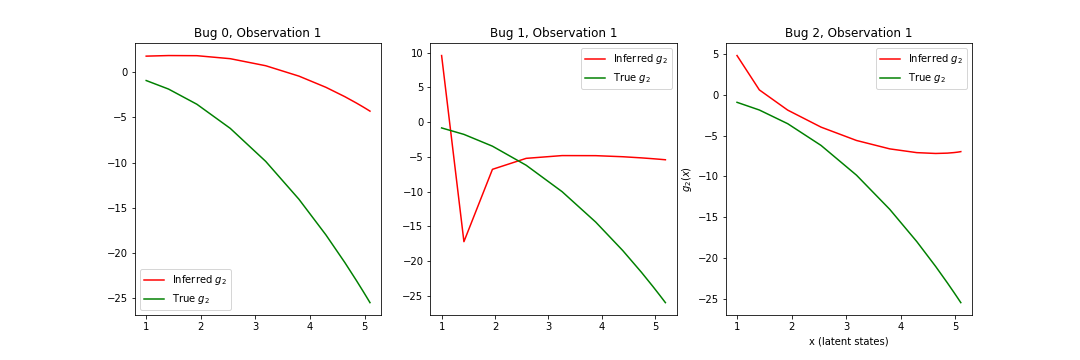 Bug 0, Observation 1
0
−5
−10
−15
−20
−25
1 2 3 4 5
Inferred g₂
True g₂
Bug 1, Observation 1
10
5
0
−5
−10
−15
−20
−25
1 2 3 4 5
Inferred g₂
True g₂
Bug 2, Observation 1
g₂(x)
5
0
−5
−10
−15
−20
−25
1 2 3 4 5
x (latent states)
Inferred g₂
True g₂